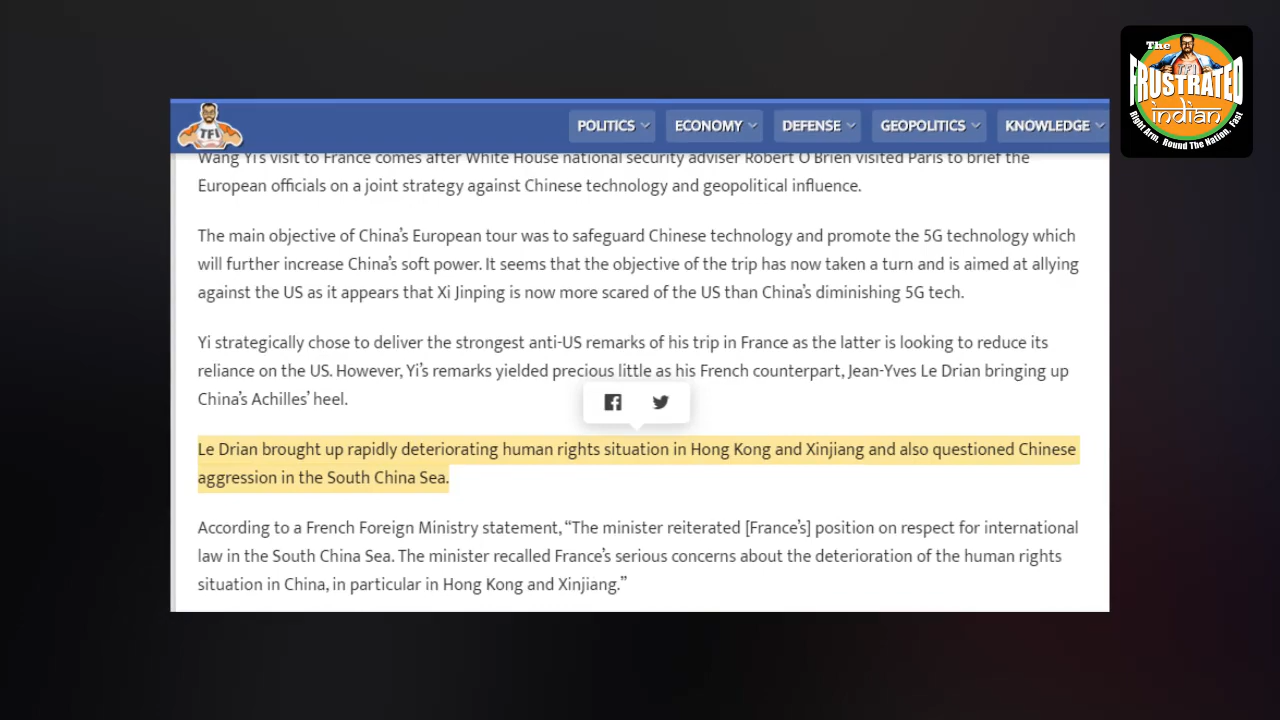 The
FRUSTRATED
indian
Right Arm, Round The Nation, Fast
TFI
TFI
POLITICS
ECONOMY
DEFENSE
GEOPOLITICS
KNOWLEDGE
Wang Yi’s visit to France comes after White House national security adviser Robert O’Brien visited Paris to brief the
European officials on a joint strategy against Chinese technology and geopolitical influence.
The main objective of China’s European tour was to safeguard Chinese technology and promote the 5G technology which
will further increase China’s soft power. It seems that the objective of the trip has now taken a turn and is aimed at allying
against the US as it appears that Xi Jinping is now more scared of the US than China’s diminishing 5G tech.
Yi strategically chose to deliver the strongest anti-US remarks of his trip in France as the latter is looking to reduce its
reliance on the US. However, Yi’s remarks yielded precious little as his French counterpart, Jean-Yves Le Drian bringing up
China’s Achilles’ heel.
Le Drian brought up rapidly deteriorating human rights situation in Hong Kong and Xinjiang and also questioned Chinese
aggression in the South China Sea.
According to a French Foreign Ministry statement, “The minister reiterated [France’s] position on respect for international
law in the South China Sea. The minister recalled France’s serious concerns about the deterioration of the human rights
situation in China, in particular in Hong Kong and Xinjiang.”